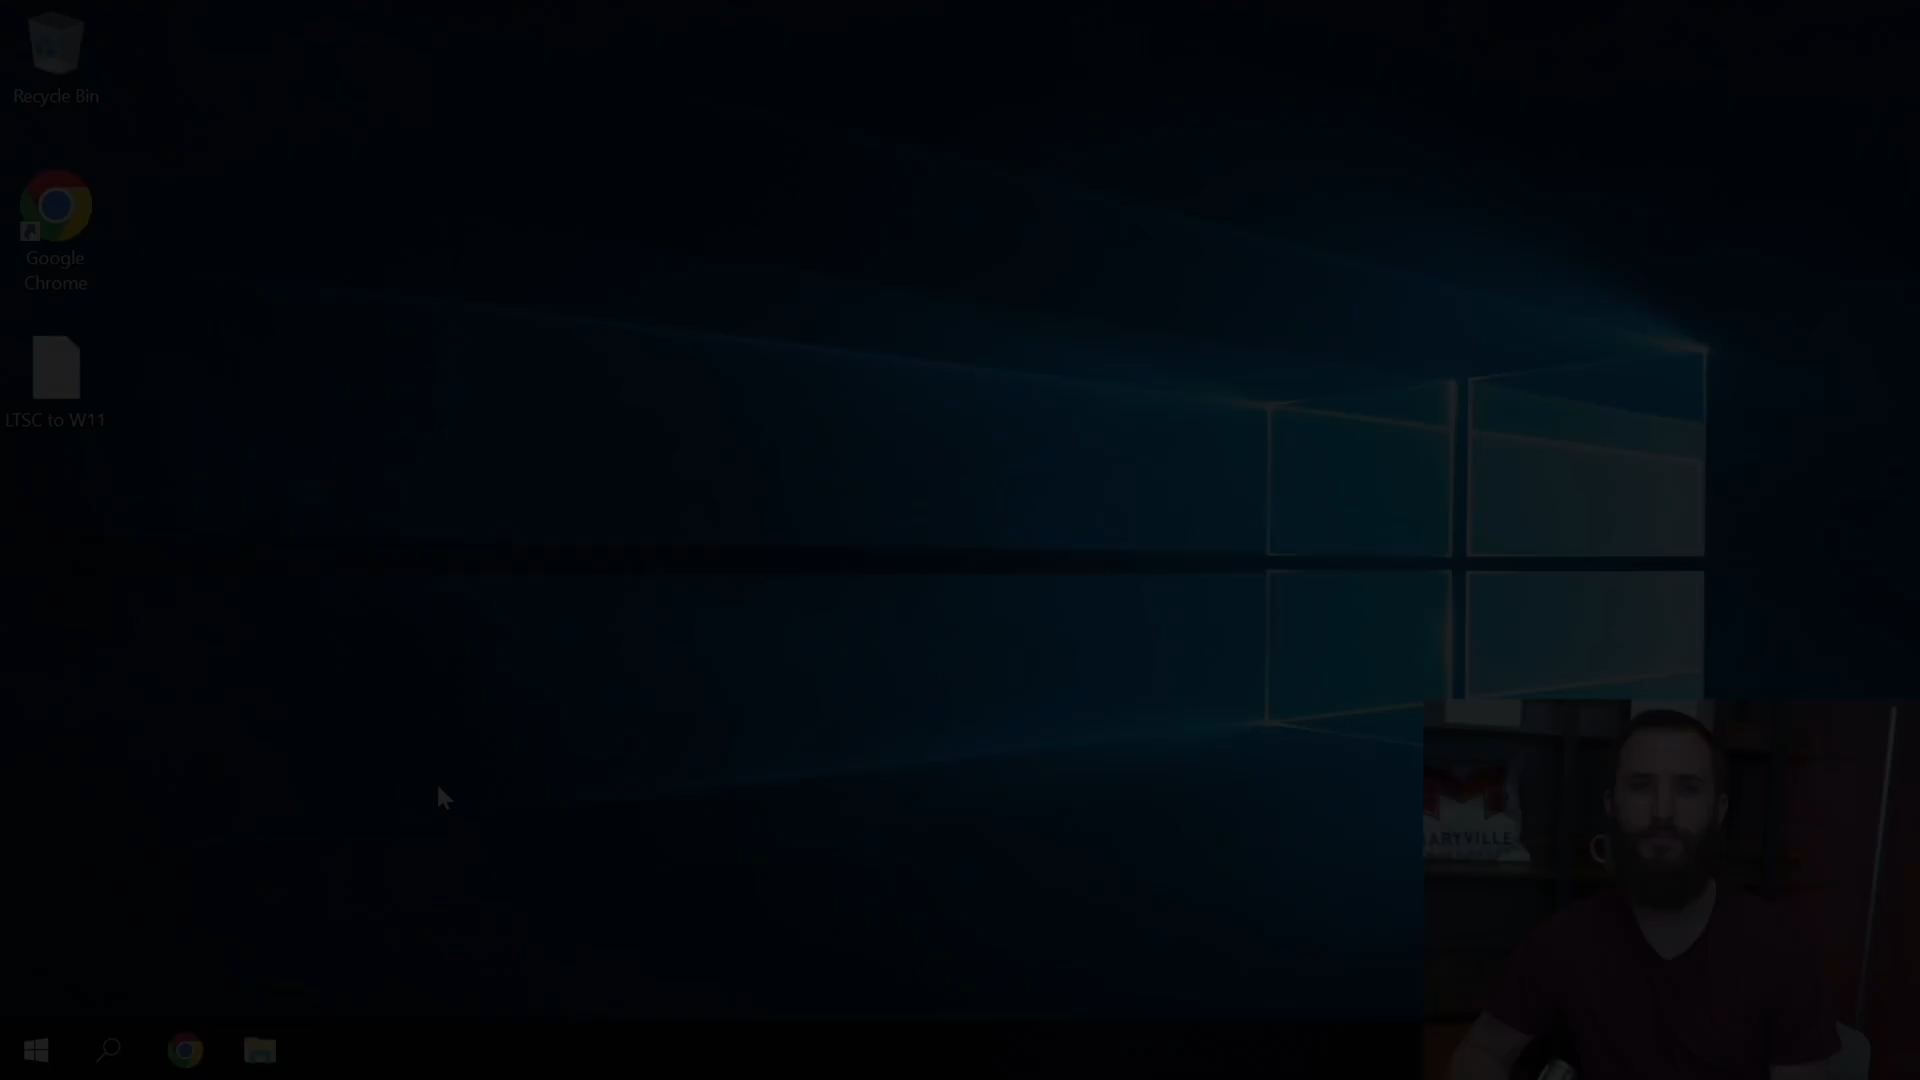 Recycle Bin
Google
Chrome
LTSC to W11
ARYVILLE